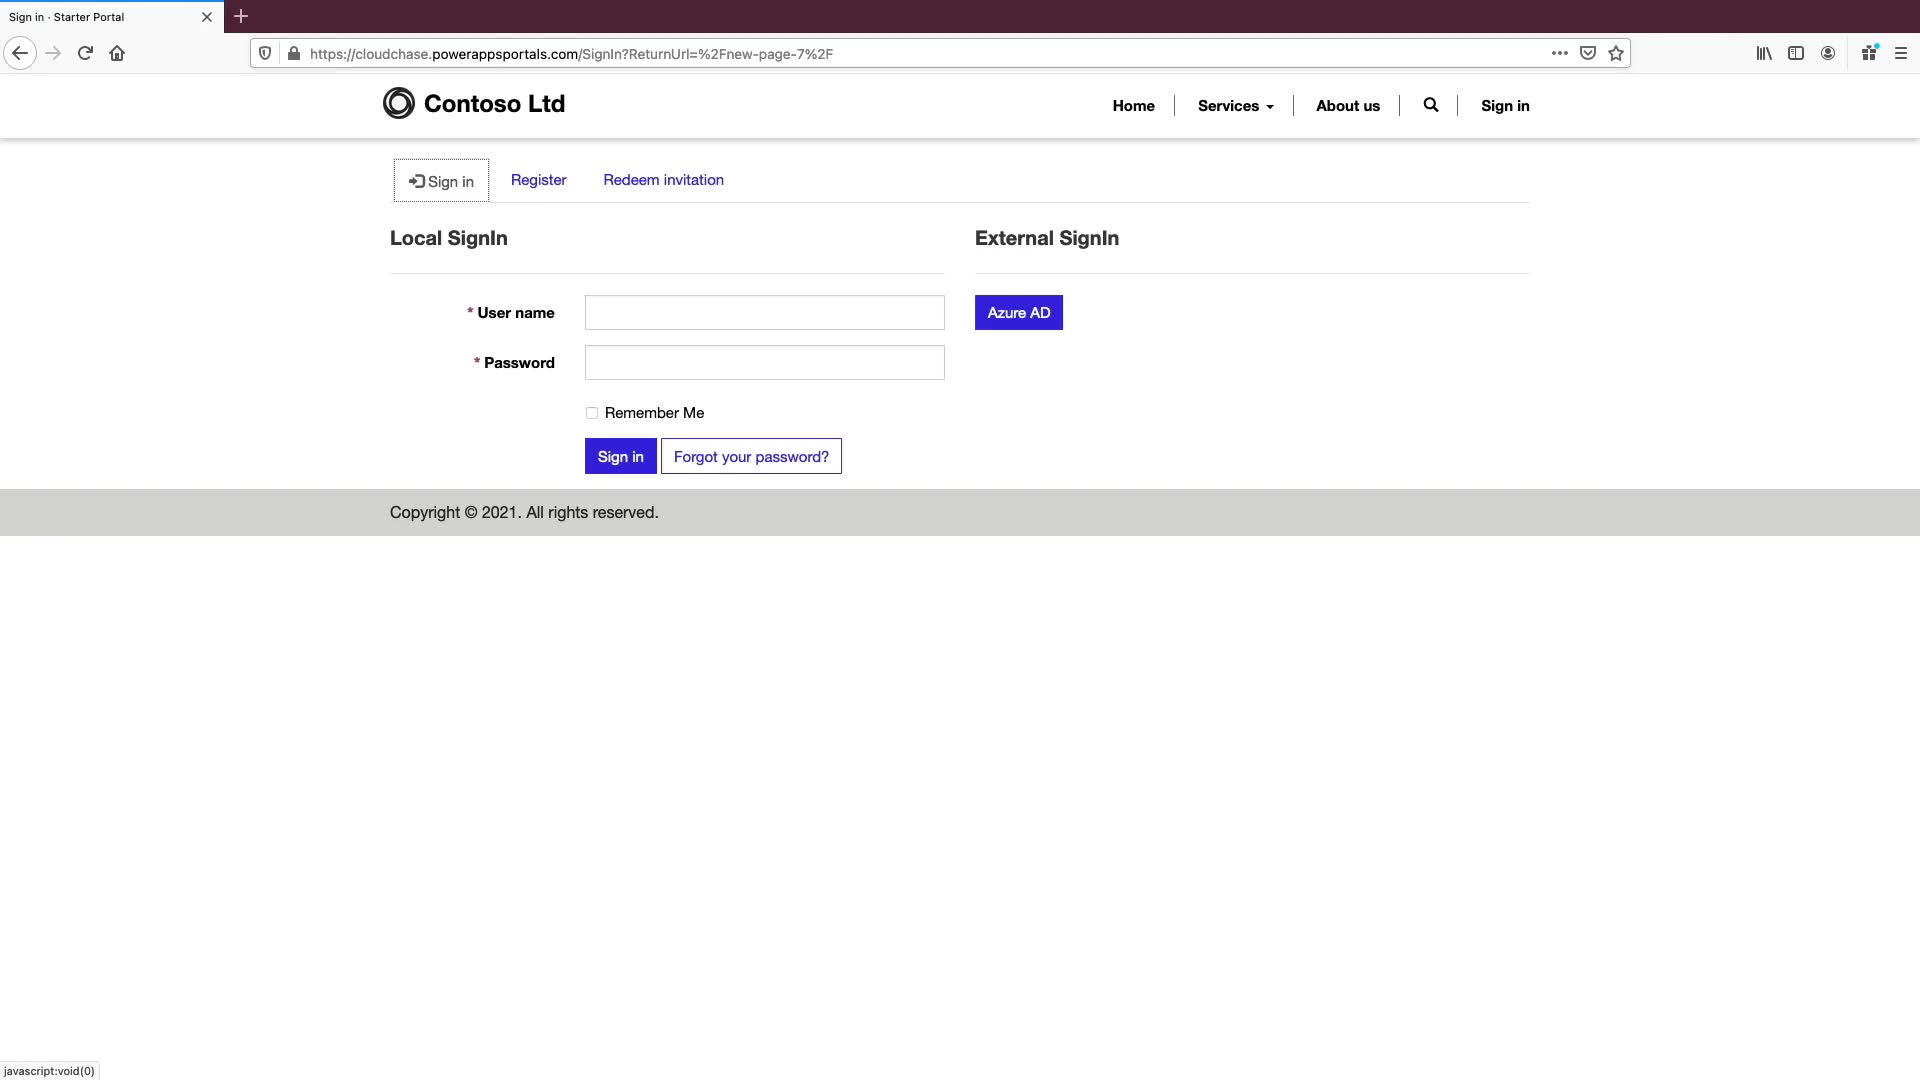 Sign in · Starter Portal
https://cloudchase.powerappsportals.com/SignIn?ReturnUrl=%2Fnew-page-7%2F
Contoso Ltd
Home Services About us Sign in
Sign in Register Redeem invitation
Local SignIn External SignIn
* User name Azure AD
* Password
Remember Me
Sign in Forgot your password?
Copyright © 2021. All rights reserved.
javascript:void(0)